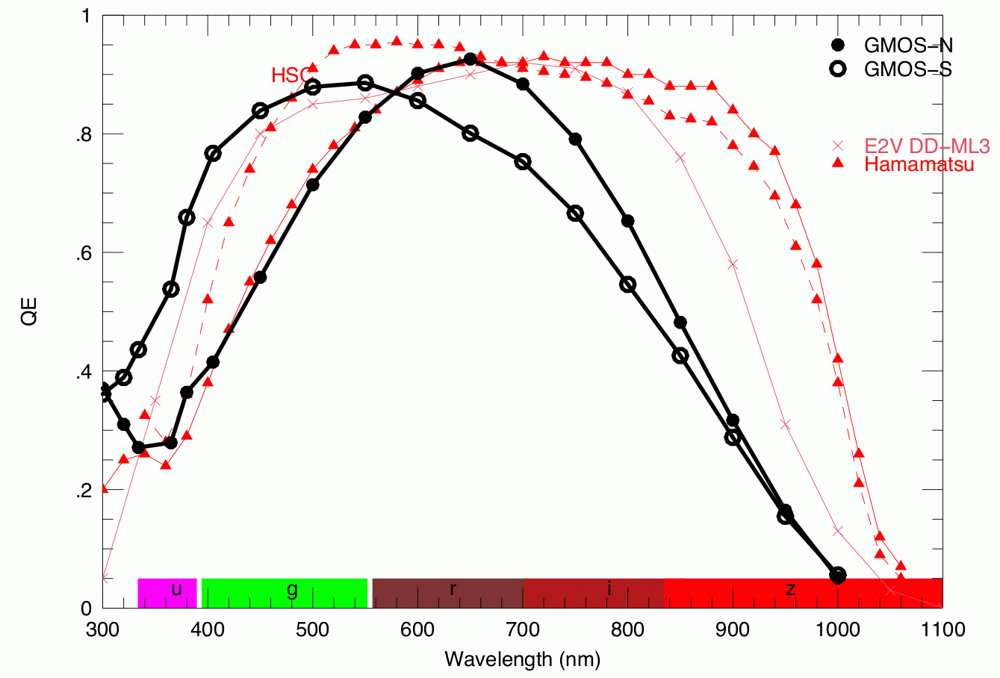 1
GMOS−N
GMOS−S
HSC
.8
E2V DD−ML3
Hamamatsu
.6
QE
.4
.2
u g r i z
0
300 400 500 600 700 800 900 1000 1100
Wavelength (nm)